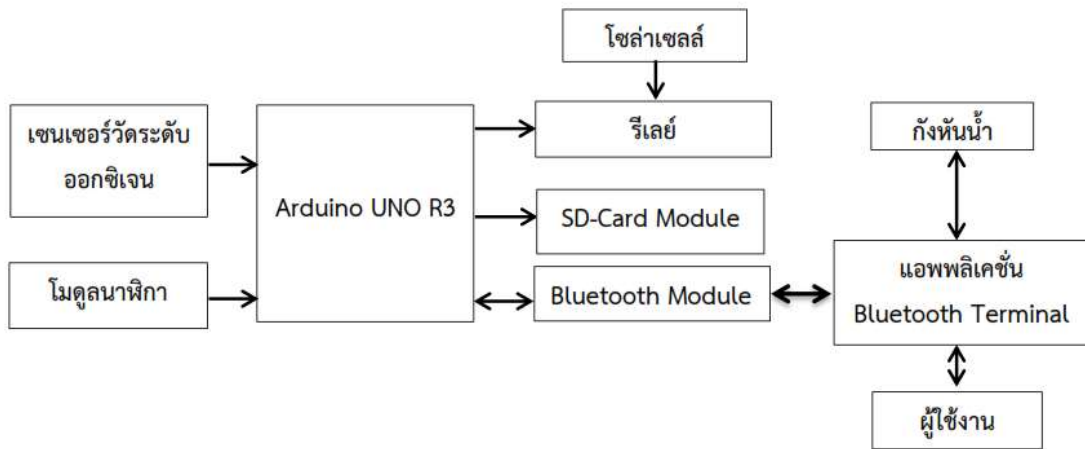 โซล่าเซลล์
เซนเซอร์วัดระดับ
ออกซิเจน
Arduino UNO R3
รีเลย์
กังหันน้ำ
SD-Card Module
โมดูลนาฬิกา
Bluetooth Module
แอพพลิเคชั่น
Bluetooth Terminal
ผู้ใช้งาน